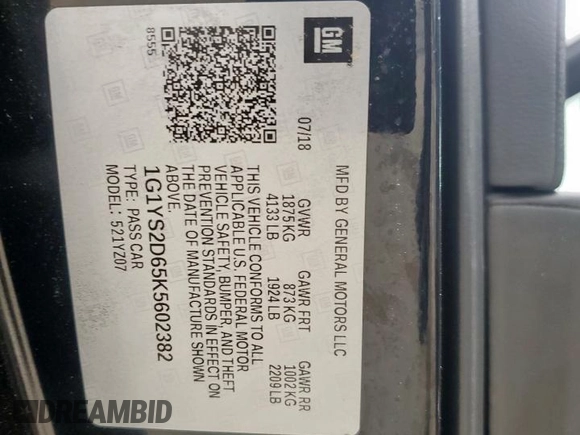 GM
MFD BY GENERAL MOTORS LLC
07/18
GVWR GAWR FRT GAWR RR
1875 KG 873 KG 1002 KG
4133 LB 1924 LB 2209 LB
THIS VEHICLE CONFORMS TO ALL
APPLICABLE U.S. FEDERAL MOTOR
VEHICLE SAFETY, BUMPER, AND THEFT
PREVENTION STANDARDS IN EFFECT ON
THE DATE OF MANUFACTURE SHOWN
ABOVE.
1G1YS2D65K5602382
TYPE: PASS CAR
MODEL: 521YZ07
8555
DREAMBID